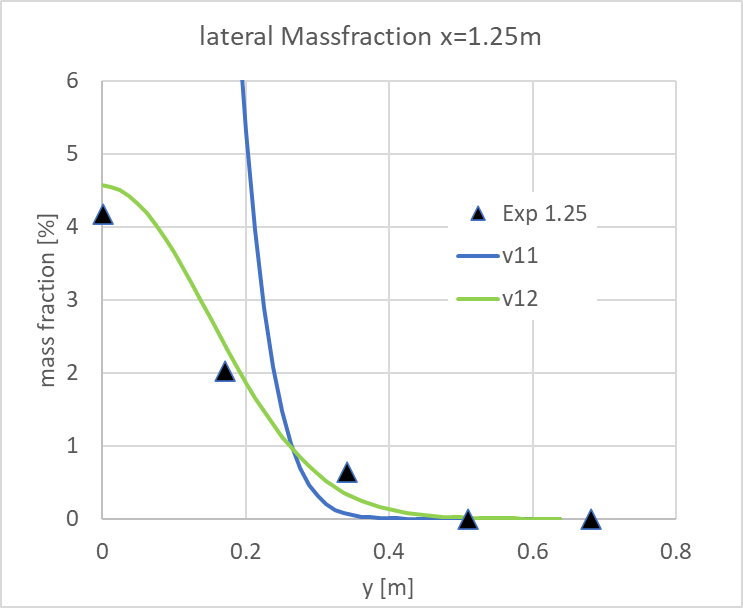 lateral Massfraction x=1.25m
mass fraction [%]
6
5
4
3
2
1
0
Exp 1.25
v11
v12
0
0.2
0.4
0.6
0.8
y [m]